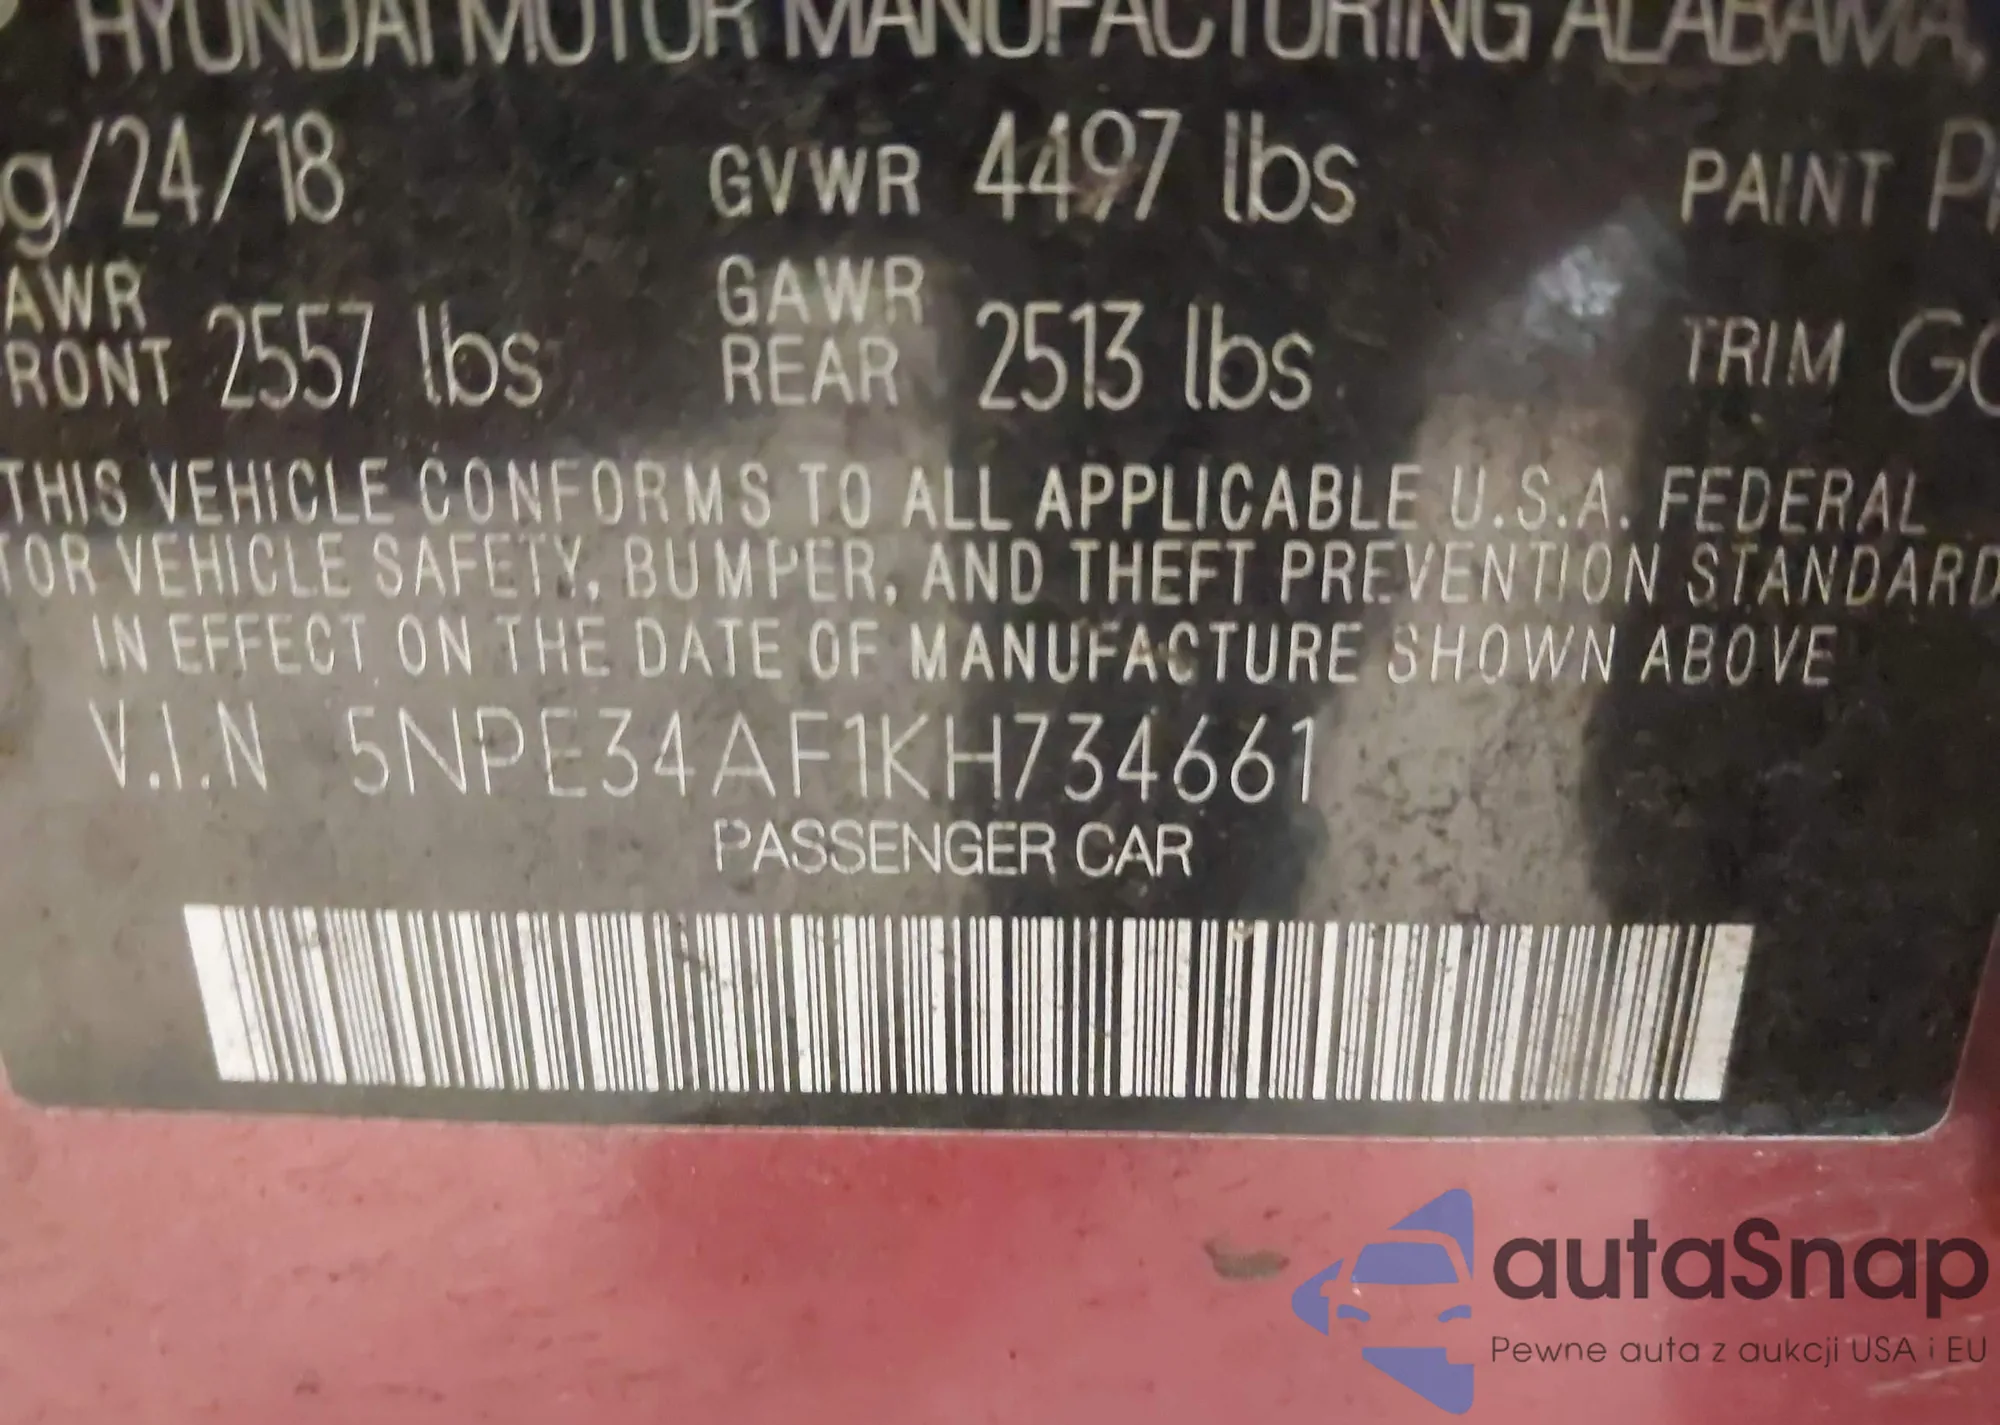 HYUNDAI MOTOR MANUFACTURING ALABAMA,
g/24/18 GVWR 4497 lbs PAINT
AWR FRONT 2557 lbs GAWR REAR 2513 lbs TRIM
THIS VEHICLE CONFORMS TO ALL APPLICABLE U.S.A. FEDERAL
TOR VEHICLE SAFETY, BUMPER, AND THEFT PREVENTION STANDARD
IN EFFECT ON THE DATE OF MANUFACTURE SHOWN ABOVE
V.I.N 5NPE34AF1KH734661
PASSENGER CAR
autaSnap
Pewne auta z aukcji USA i EU